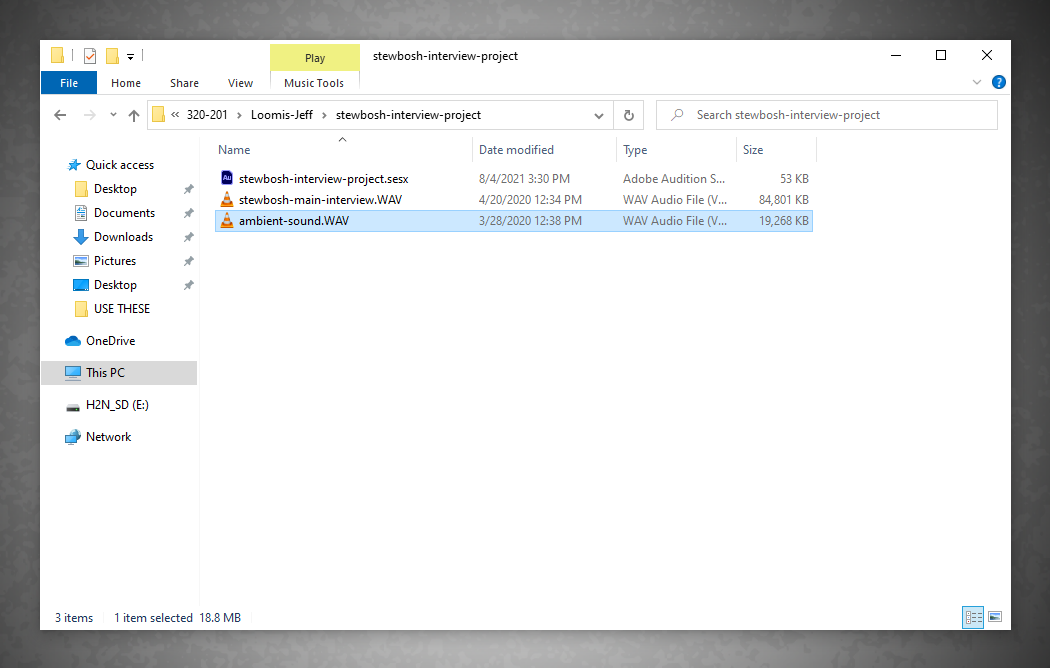 Play
stewbosh-interview-project
File
Home
Share
View
Music Tools
?
« 320-201 › Loomis-Jeff › stewbosh-interview-project
Search stewbosh-interview-project
Name
Date modified
Type
Size
Quick access
Desktop
Documents
Downloads
Pictures
Desktop
USE THESE
OneDrive
This PC
H2N_SD (E:)
Network
Au stewbosh-interview-project.sesx 8/4/2021 3:30 PM Adobe Audition S... 53 KB
stewbosh-main-interview.WAV 4/20/2020 12:34 PM WAV Audio File (V... 84,801 KB
ambient-sound.WAV 3/28/2020 12:38 PM WAV Audio File (V... 19,268 KB
3 items 1 item selected 18.8 MB